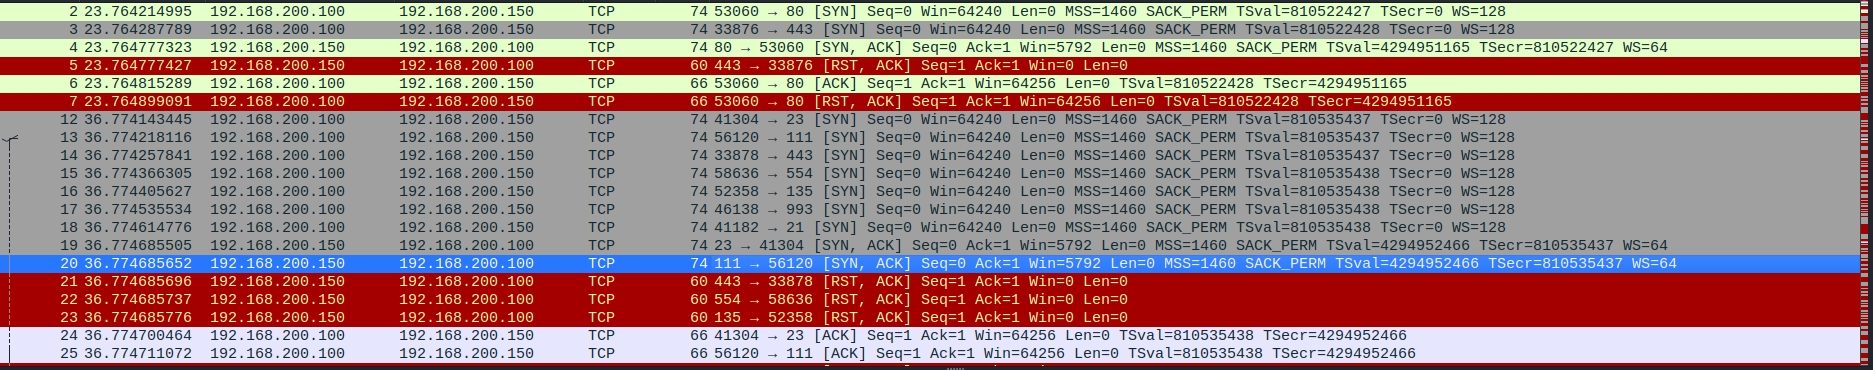 2 23.764214995 192.168.200.100 192.168.200.150 TCP 74 53060 → 80 [SYN] Seq=0 Win=64240 Len=0 MSS=1460 SACK_PERM TSval=810522427 TSecr=0 WS=128
3 23.764287789 192.168.200.100 192.168.200.150 TCP 74 33876 → 443 [SYN] Seq=0 Win=64240 Len=0 MSS=1460 SACK_PERM TSval=810522428 TSecr=0 WS=128
4 23.764777323 192.168.200.150 192.168.200.100 TCP 74 80 → 53060 [SYN, ACK] Seq=0 Ack=1 Win=5792 Len=0 MSS=1460 SACK_PERM TSval=4294951165 TSecr=810522427 WS=64
5 23.764777427 192.168.200.150 192.168.200.100 TCP 60 443 → 33876 [RST, ACK] Seq=1 Ack=1 Win=0 Len=0
6 23.764815289 192.168.200.100 192.168.200.150 TCP 66 53060 → 80 [ACK] Seq=1 Ack=1 Win=64256 Len=0 TSval=810522428 TSecr=4294951165
7 23.764899091 192.168.200.100 192.168.200.150 TCP 66 53060 → 80 [RST, ACK] Seq=1 Ack=1 Win=64256 Len=0 TSval=810522428 TSecr=4294951165
12 36.774143445 192.168.200.100 192.168.200.150 TCP 74 41304 → 23 [SYN] Seq=0 Win=64240 Len=0 MSS=1460 SACK_PERM TSval=810535437 TSecr=0 WS=128
13 36.774218116 192.168.200.100 192.168.200.150 TCP 74 56120 → 111 [SYN] Seq=0 Win=64240 Len=0 MSS=1460 SACK_PERM TSval=810535437 TSecr=0 WS=128
14 36.774257841 192.168.200.100 192.168.200.150 TCP 74 33878 → 443 [SYN] Seq=0 Win=64240 Len=0 MSS=1460 SACK_PERM TSval=810535437 TSecr=0 WS=128
15 36.774366305 192.168.200.100 192.168.200.150 TCP 74 58636 → 554 [SYN] Seq=0 Win=64240 Len=0 MSS=1460 SACK_PERM TSval=810535438 TSecr=0 WS=128
16 36.774405627 192.168.200.100 192.168.200.150 TCP 74 52358 → 135 [SYN] Seq=0 Win=64240 Len=0 MSS=1460 SACK_PERM TSval=810535438 TSecr=0 WS=128
17 36.774535534 192.168.200.100 192.168.200.150 TCP 74 46138 → 993 [SYN] Seq=0 Win=64240 Len=0 MSS=1460 SACK_PERM TSval=810535438 TSecr=0 WS=128
18 36.774614776 192.168.200.100 192.168.200.150 TCP 74 41182 → 21 [SYN] Seq=0 Win=64240 Len=0 MSS=1460 SACK_PERM TSval=810535438 TSecr=0 WS=128
19 36.774685505 192.168.200.150 192.168.200.100 TCP 74 23 → 41304 [SYN, ACK] Seq=0 Ack=1 Win=5792 Len=0 MSS=1460 SACK_PERM TSval=4294952466 TSecr=810535437 WS=64
20 36.774685652 192.168.200.150 192.168.200.100 TCP 74 111 → 56120 [SYN, ACK] Seq=0 Ack=1 Win=5792 Len=0 MSS=1460 SACK_PERM TSval=4294952466 TSecr=810535437 WS=64
21 36.774685696 192.168.200.150 192.168.200.100 TCP 60 443 → 33878 [RST, ACK] Seq=1 Ack=1 Win=0 Len=0
22 36.774685737 192.168.200.150 192.168.200.100 TCP 60 554 → 58636 [RST, ACK] Seq=1 Ack=1 Win=0 Len=0
23 36.774685776 192.168.200.150 192.168.200.100 TCP 60 135 → 52358 [RST, ACK] Seq=1 Ack=1 Win=0 Len=0
24 36.774700464 192.168.200.100 192.168.200.150 TCP 66 41304 → 23 [ACK] Seq=1 Ack=1 Win=64256 Len=0 TSval=810535438 TSecr=4294952466
25 36.774711072 192.168.200.100 192.168.200.150 TCP 66 56120 → 111 [ACK] Seq=1 Ack=1 Win=64256 Len=0 TSval=810535438 TSecr=4294952466